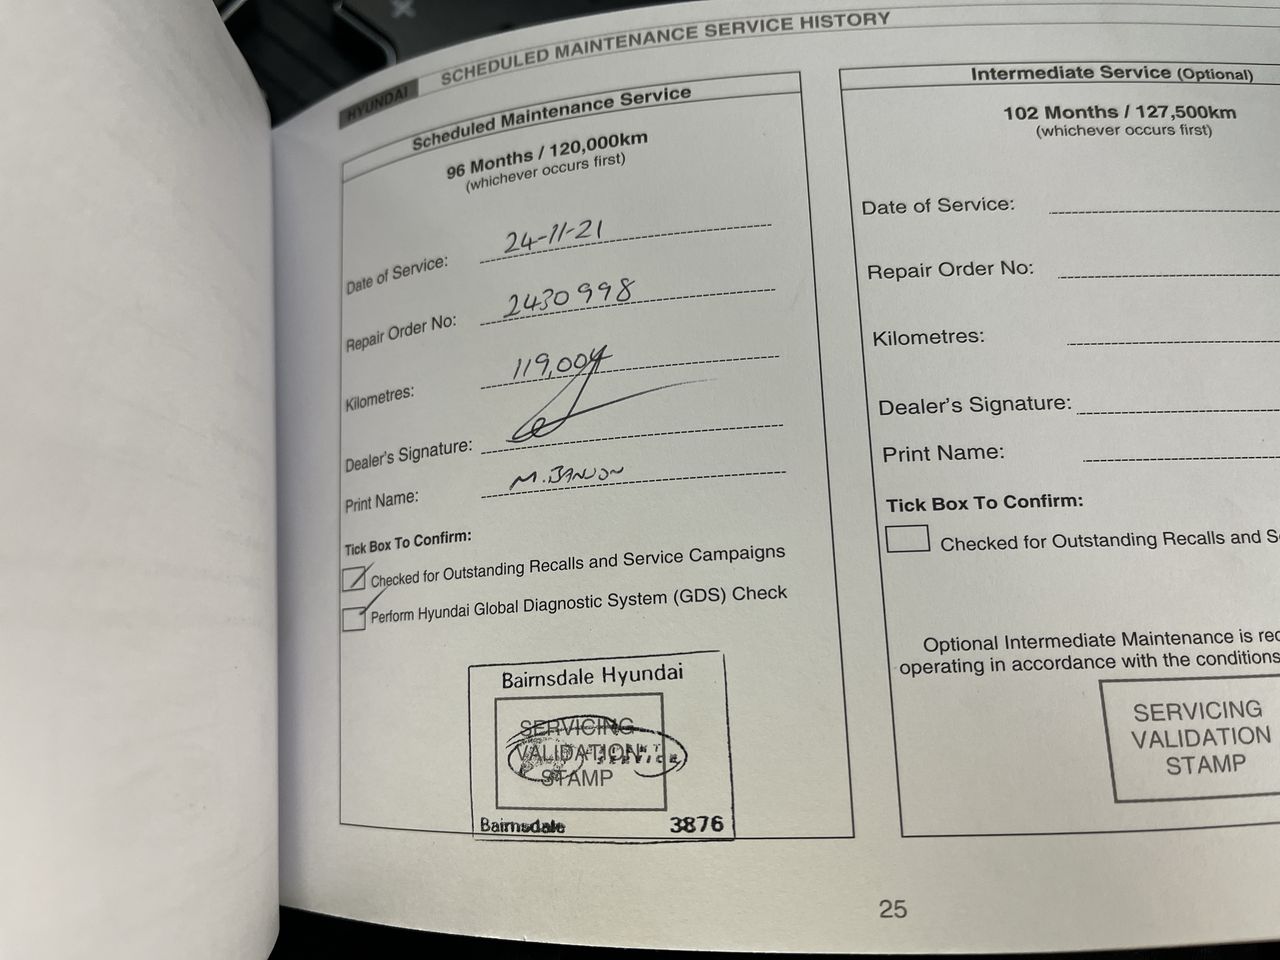 HYUNDAI
SCHEDULED MAINTENANCE SERVICE HISTORY
Scheduled Maintenance Service
96 Months / 120,000km
(whichever occurs first)
Date of Service: 24-11-21
Repair Order No: 2430998
Kilometres: 119,004
Dealer's Signature:
Print Name:
Tick Box To Confirm:
Checked for Outstanding Recalls and Service Campaigns
Perform Hyundai Global Diagnostic System (GDS) Check
Bairnsdale Hyundai
SERVICING
VALIDATION
STAMP
Bairnsdale 3876
Intermediate Service (Optional)
102 Months / 127,500km
(whichever occurs first)
Date of Service:
Repair Order No:
Kilometres:
Dealer's Signature:
Print Name:
Tick Box To Confirm:
Checked for Outstanding Recalls and S
Optional Intermediate Maintenance is
operating in accordance with the conditions
SERVICING
VALIDATION
STAMP
25